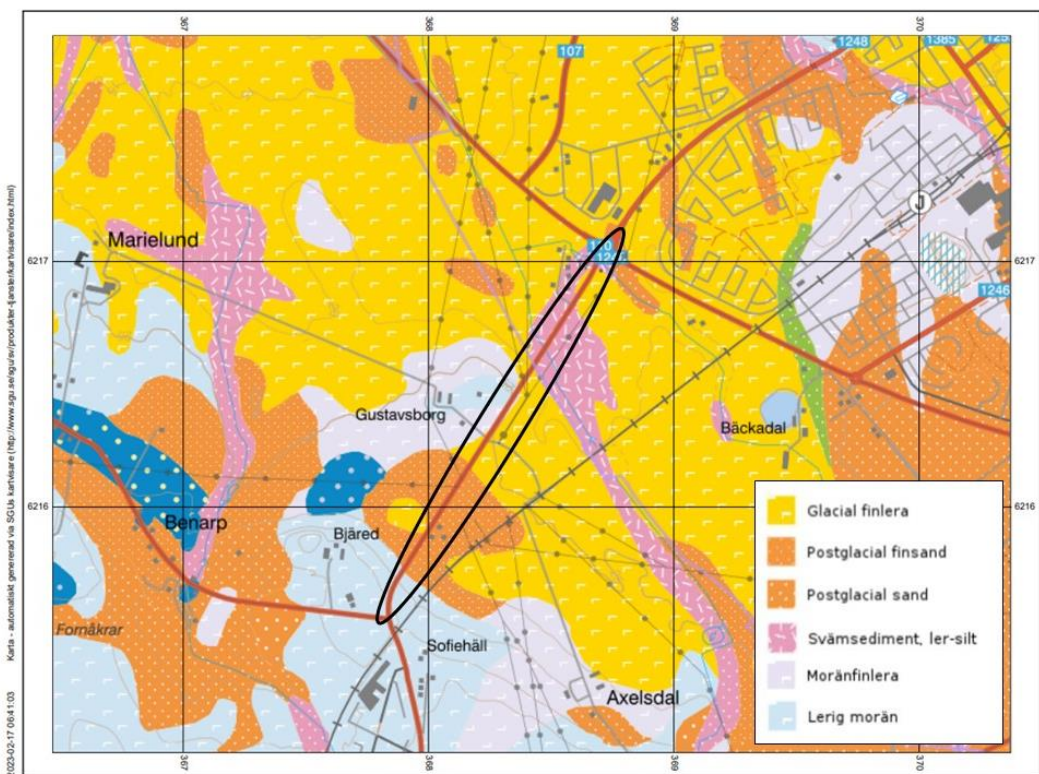 367
368
369
370
107
1248
1385
125
Marielund
J
6217
110
124
6217
1246
Gustavsborg
Bäckadal
6216
Benarp
Bjäred
6216
Glacial finlera
Postglacial finsand
Postglacial sand
Svämsediment, ler-silt
Moränfinlera
Lerig morän
Fornåkrar
Sofiehäll
Axelsdal
367
368
369
370
2023-02-17 06:41:03
Karta - automatiskt genererad via SGUs kartvisare (http://www.sgu.se/sgu/sv/produkter-tjanster/kartvisare/index.html)